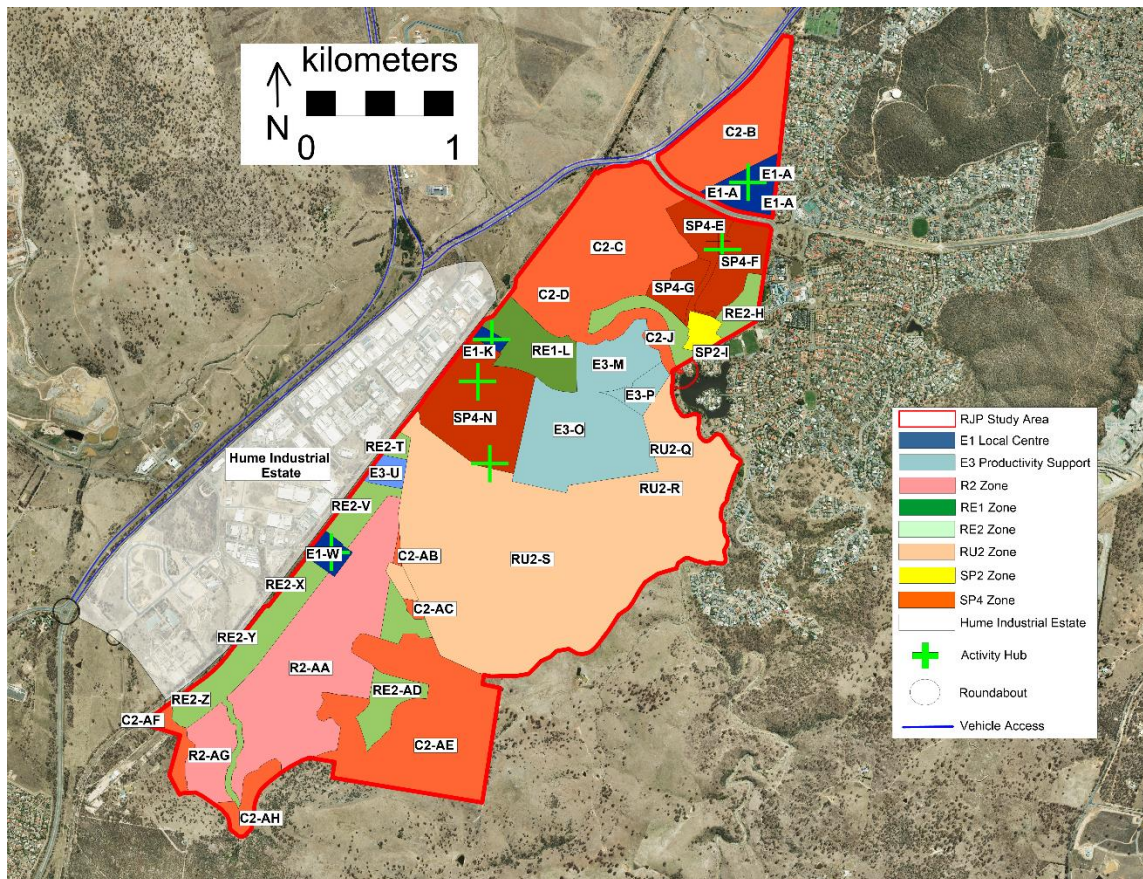 kilometers
N
0
1
C2-B
E1-A
E1-A
E1-A
SP4-E
C2-C
SP4-F
SP4-G
C2-D
RE2-H
C2-J
SP2-I
E1-K
RE1-L
E3-M
E3-P
SP4-N
E3-O
RU2-Q
RE2-T
Hume Industrial
Estate
E3-U
RU2-R
RE2-V
E1-W
C2-AB
RU2-S
RE2-X
C2-AC
RE2-Y
R2-AA
RE2-AD
RE2-Z
C2-AF
C2-AE
R2-AG
C2-AH
RJP Study Area
E1 Local Centre
E3 Productivity Support
R2 Zone
RE1 Zone
RE2 Zone
RU2 Zone
SP2 Zone
SP4 Zone
Hume Industrial Estate
Activity Hub
Roundabout
Vehicle Access